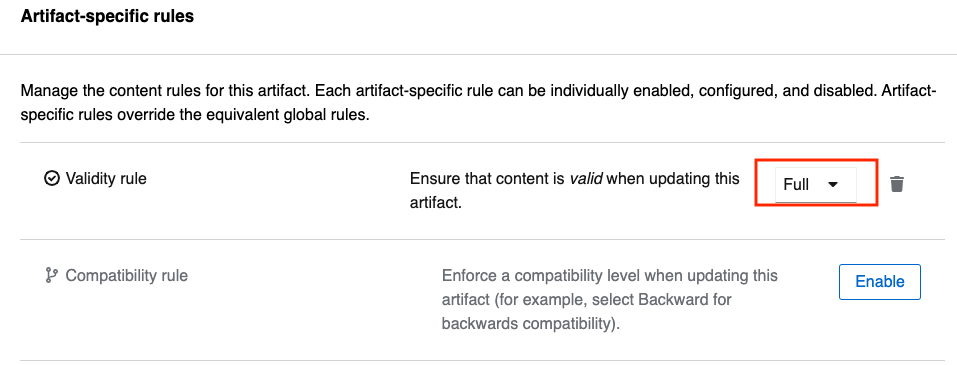 Artifact-specific rules
Manage the content rules for this artifact. Each artifact-specific rule can be individually enabled, configured, and disabled. Artifact-
specific rules override the equivalent global rules.
Validity rule
Ensure that content is valid when updating this
artifact.
Full
Compatibility rule
Enforce a compatibility level when updating this
artifact (for example, select Backward for
backwards compatibility).
Enable